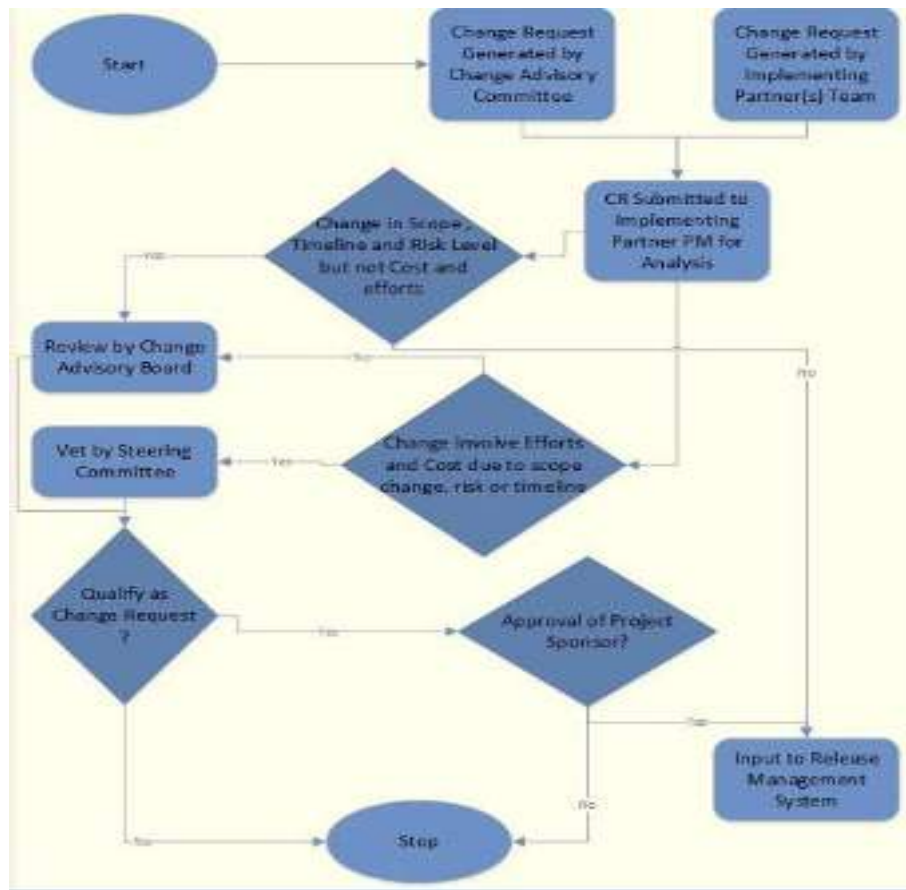 Start
Change Request
Generated by
Change Advisory
Committee
Change Request
Generated by
Implementing
Partner(s) Team
CR Submitted to
Implementing
Partner PM for
Analysis
Change in Scope,
Timeline and Risk Level
but not Cost and
efforts
Yes
Review by Change
Advisory Board
No
No
Vet by Steering
Committee
Yes
Change Involve Efforts
and Cost due to scope
change, risk or timeline
Qualify as
Change Request
?
Yes
Approval of Project
Sponsor?
Yes
Input to Release
Management
System
No
No
Stop